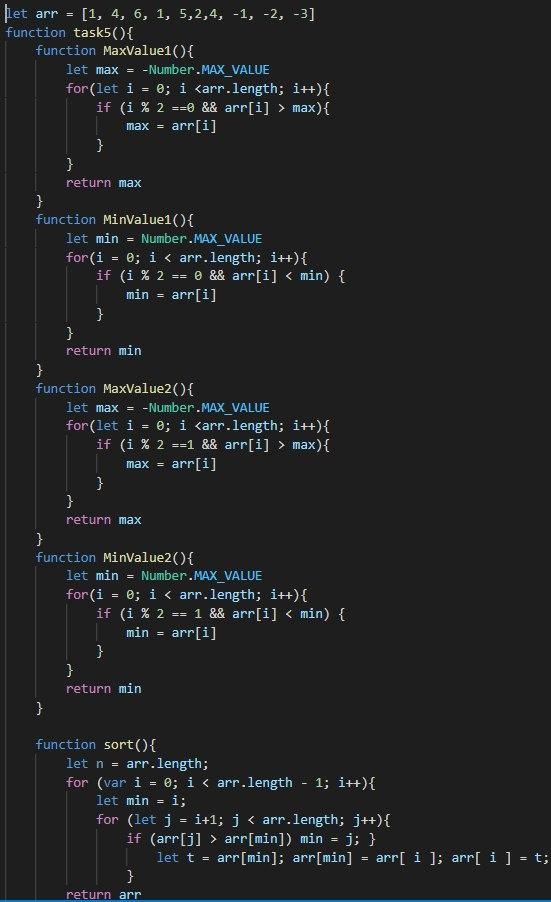 let arr = [1, 4, 6, 1, 5,2,4, -1, -2, -3]
function task5(){
    function MaxValue1(){
        let max = -Number.MAX_VALUE
        for(let i = 0; i <arr.length; i++){
            if (i % 2 ==0 && arr[i] > max){
                max = arr[i]
            }
        }
        return max
    }
    function MinValue1(){
        let min = Number.MAX_VALUE
        for(i = 0; i < arr.length; i++){
            if (i % 2 == 0 && arr[i] < min) {
                min = arr[i]
            }
        }
        return min
    }
    function MaxValue2(){
        let max = -Number.MAX_VALUE
        for(let i = 0; i <arr.length; i++){
            if (i % 2 ==1 && arr[i] > max){
                max = arr[i]
            }
        }
        return max
    }
    function MinValue2(){
        let min = Number.MAX_VALUE
        for(i = 0; i < arr.length; i++){
            if (i % 2 == 1 && arr[i] < min) {
                min = arr[i]
            }
        }
        return min
    }

    function sort(){
        let n = arr.length;
        for (var i = 0; i < arr.length - 1; i++){
            let min = i;
            for (let j = i+1; j < arr.length; j++){
                if (arr[j] > arr[min]) min = j; }
                    let t = arr[min]; arr[min] = arr[ i ]; arr[ i ] = t;
                }
        return arr